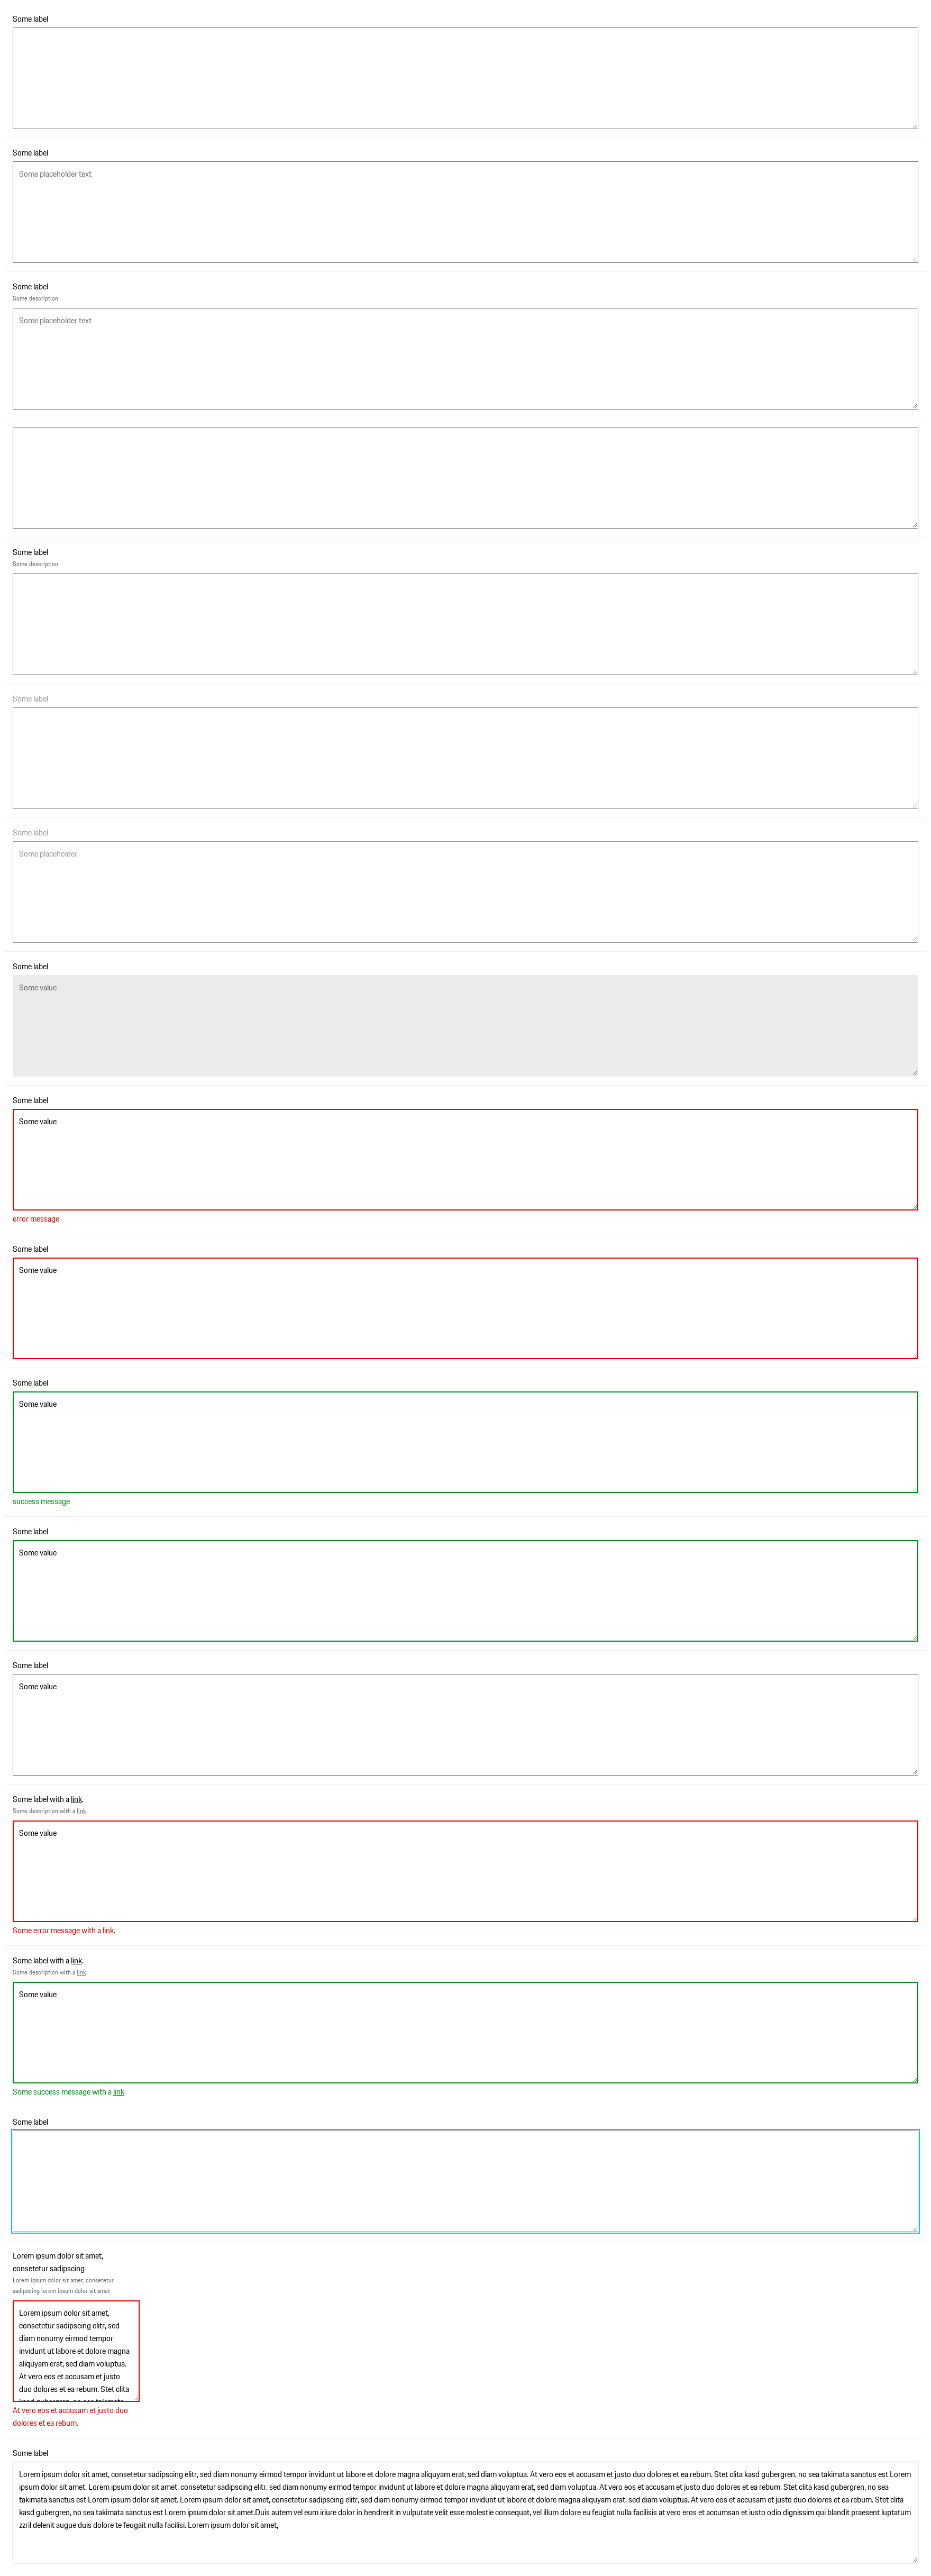 Some label
Some label
Some placeholder text
Some label
Some description
Some placeholder text
Some label
Some description
Some label
Some label
Some placeholder
Some label
Some value
Some label
Some value
error message
Some label
Some value
Some label
Some value
success message
Some label
Some value
Some label
Some value
Some label with a link.
Some description with a link
Some value
Some error message with a link.
Some label with a link.
Some description with a link
Some value
Some success message with a link.
Some label
Lorem ipsum dolor sit amet,
consetetur sadipscing
Lorem ipsum dolor sit amet, consetetur
sadipscing lorem ipsum dolor sit amet
Lorem ipsum dolor sit amet,
consetetur sadipscing elitr, sed
diam nonumy eirmod tempor
invidunt ut labore et dolore magna
aliquyam erat, sed diam voluptua.
At vero eos et accusam et justo
duo dolores et ea rebum. Stet clita
At vero eos et accusam et justo duo
dolores et ea rebum.
Some label
Lorem ipsum dolor sit amet, consetetur sadipscing elitr, sed diam nonumy eirmod tempor invidunt ut labore et dolore magna aliquyam erat, sed diam voluptua. At vero eos et accusam et justo duo dolores et ea rebum. Stet clita kasd gubergren, no sea takimata sanctus est Lorem
ipsum dolor sit amet. Lorem ipsum dolor sit amet, consetetur sadipscing elitr, sed diam nonumy eirmod tempor invidunt ut labore et dolore magna aliquyam erat, sed diam voluptua. At vero eos et accusam et justo duo dolores et ea rebum. Stet clita kasd gubergren, no sea
takimata sanctus est Lorem ipsum dolor sit amet. Lorem ipsum dolor sit amet, consetetur sadipscing elitr, sed diam nonumy eirmod tempor invidunt ut labore et dolore magna aliquyam erat, sed diam voluptua. At vero eos et accusam et justo duo dolores et ea rebum. Stet clita
kasd gubergren, no sea takimata sanctus est Lorem ipsum dolor sit amet.Duis autem vel eum iriure dolor in hendrerit in vulputate velit esse molestie consequat, vel illum dolore eu feugiat nulla facilisis at vero eros et accumsan et iusto odio dignissim qui blandit praesent luptatum
zzril delenit augue duis dolore te feugait nulla facilisi. Lorem ipsum dolor sit amet,